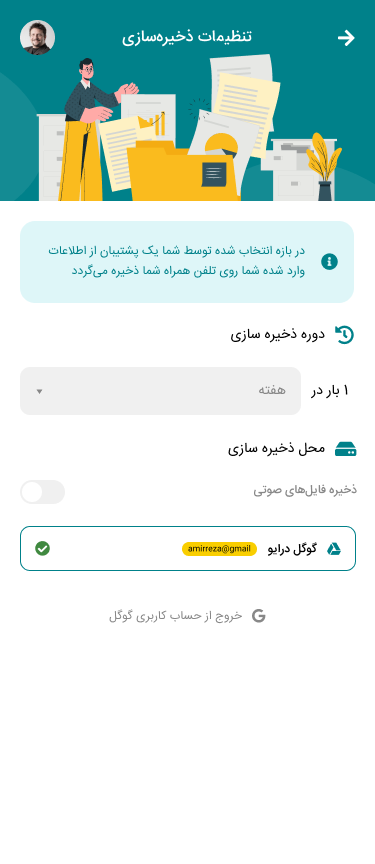 تنظیمات ذخیره‌سازی
در بازه انتخاب شده توسط شما یک پشتیبان از اطلاعات
وارد شده شما روی تلفن همراه شما ذخیره می‌گردد
دوره ذخیره سازی
۱ بار در
هفته
محل ذخیره سازی
ذخیره فایل‌های صوتی
گوگل درایو
amirreza@gmail
خروج از حساب کاربری گوگل